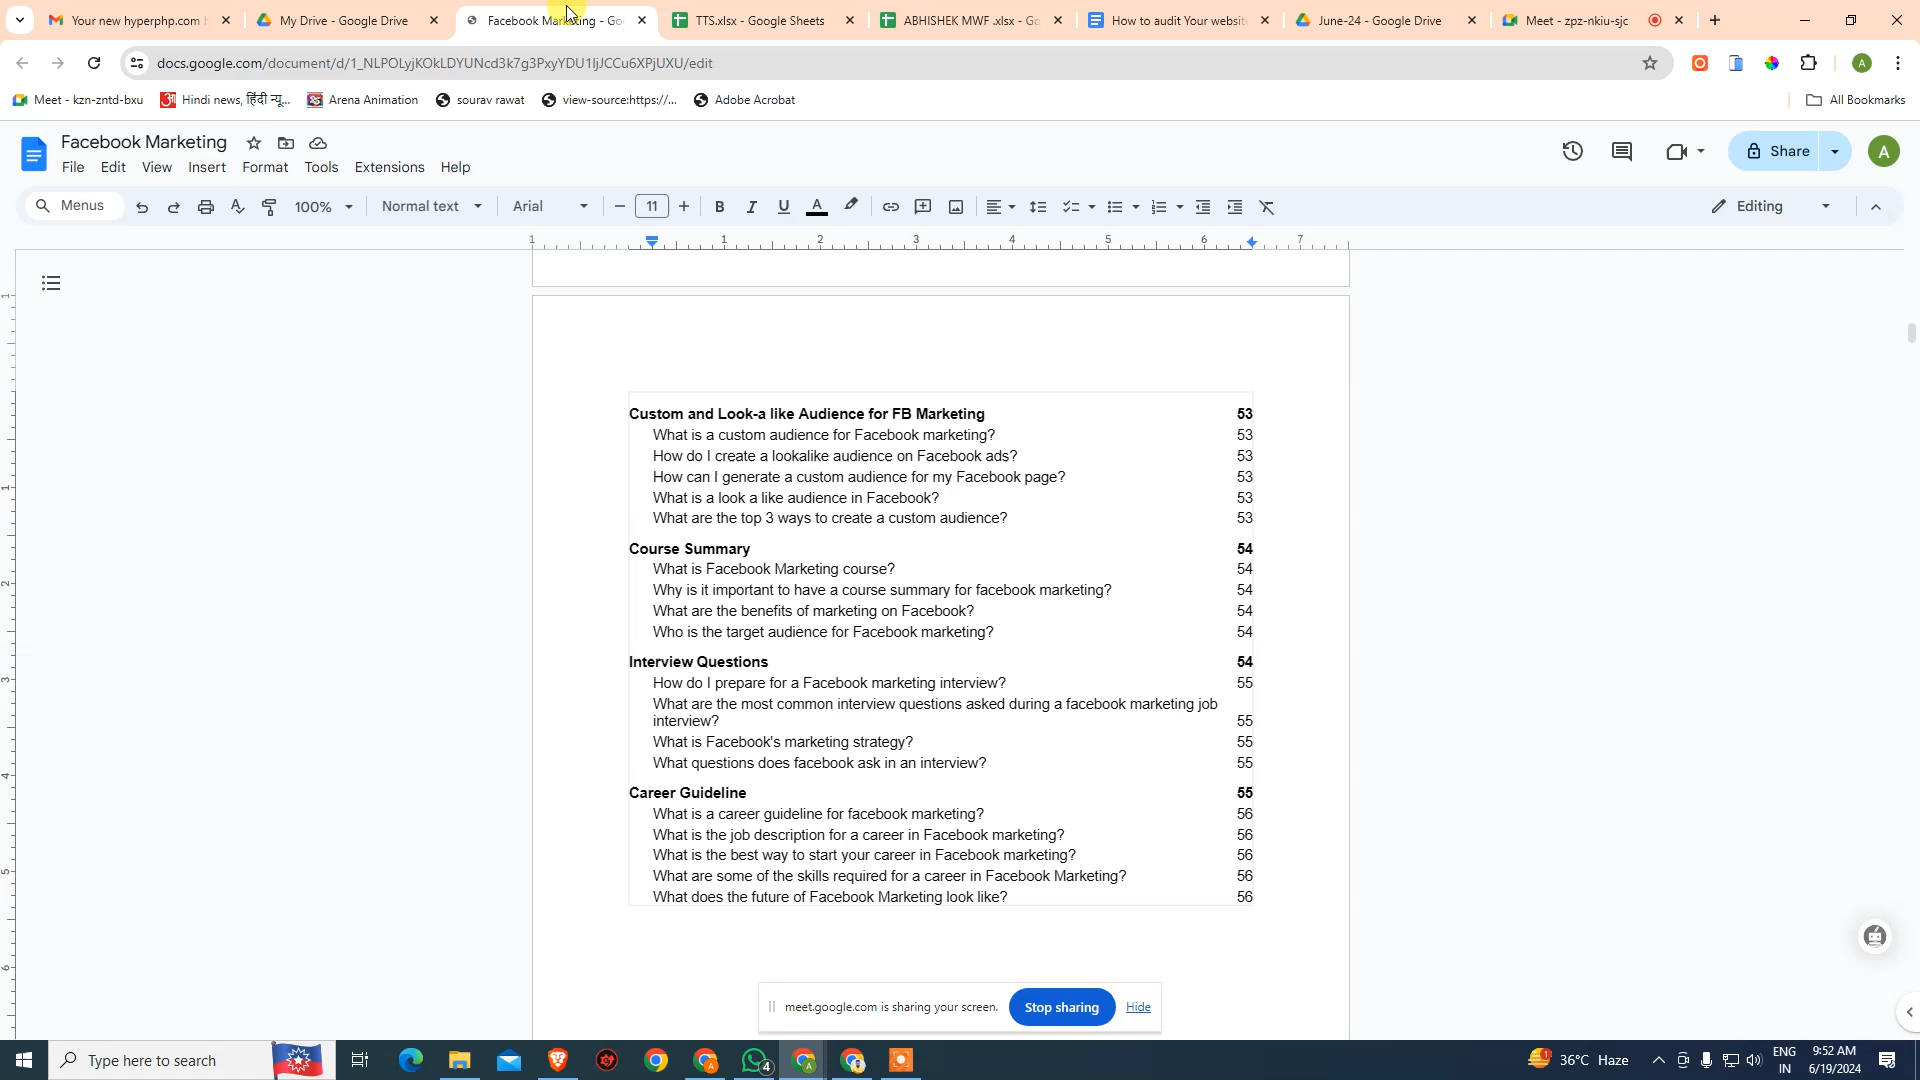 Your new hyperphp.com
My Drive - Google Drive
Facebook Marketing - Go
TTS.xlsx - Google Sheets
ABHISHEK MWF .xlsx - Go
How to audit Your website
June-24 - Google Drive
Meet - zpz-nkiu-sjc
docs.google.com/document/d/1_NLPOLyjKOkLDYUNcd3k7g3PxyYDU1ljJCCu6XPjUXU/edit
A
Meet - kzn-zntd-bxu
Hindi news, हिंदी न्यू...
Arena Animation
sourav rawat
view-source:https://...
Adobe Acrobat
All Bookmarks
Facebook Marketing
Share
A
File Edit View Insert Format Tools Extensions Help
Menus
100%
Normal text
Arial
11
B I U A
Editing
1 1 2 3 4 5 6 7
Custom and Look-a like Audience for FB Marketing 53
What is a custom audience for Facebook marketing? 53
How do I create a lookalike audience on Facebook ads? 53
How can I generate a custom audience for my Facebook page? 53
What is a look a like audience in Facebook? 53
What are the top 3 ways to create a custom audience? 53
Course Summary 54
What is Facebook Marketing course? 54
Why is it important to have a course summary for facebook marketing? 54
What are the benefits of marketing on Facebook? 54
Who is the target audience for Facebook marketing? 54
Interview Questions 54
How do I prepare for a Facebook marketing interview? 55
What are the most common interview questions asked during a facebook marketing job
interview? 55
What is Facebook's marketing strategy? 55
What questions does facebook ask in an interview? 55
Career Guideline 55
What is a career guideline for facebook marketing? 56
What is the job description for a career in Facebook marketing? 56
What is the best way to start your career in Facebook marketing? 56
What are some of the skills required for a career in Facebook Marketing? 56
What does the future of Facebook Marketing look like? 56
meet.google.com is sharing your screen.
Stop sharing
Hide
Type here to search
4
36°C Haze
ENG
IN
9:52 AM
6/19/2024